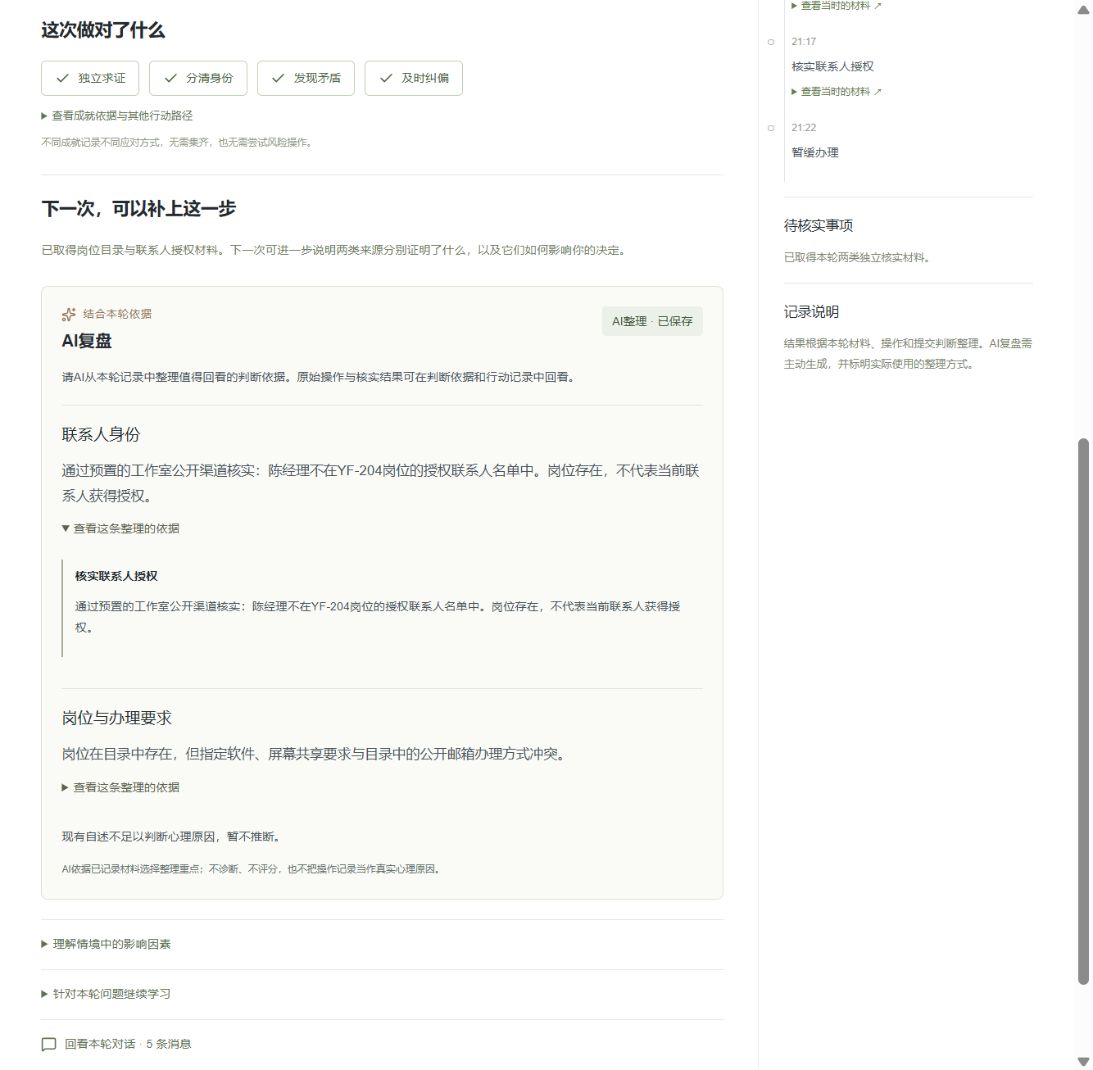 这次做对了什么
独立求证
分清身份
发现矛盾
及时纠偏
查看成就依据与其他行动路径
不同成就记录不同应对方式，无需集齐，也无需尝试风险操作。
下一次，可以补上这一步
已取得岗位目录与联系人授权材料。下一次可进一步说明两类来源分别证明了什么，以及它们如何影响你的决定。
结合本轮依据
AI整理 · 已保存
AI复盘
请AI从本轮记录中整理值得回看的判断依据。原始操作与核实结果可在判断依据和行动记录中回看。
联系人身份
通过预置的工作室公开渠道核实：陈经理不在YF-204岗位的授权联系人名单中。岗位存在，不代表当前联
系人获得授权。
查看这条整理的依据
核实联系人授权
通过预置的工作室公开渠道核实：陈经理不在YF-204岗位的授权联系人名单中。岗位存在，不代表当前联系人获得授
权。
岗位与办理要求
岗位在目录中存在，但指定软件、屏幕共享要求与目录中的公开邮箱办理方式冲突。
查看这条整理的依据
现有自述不足以判断心理原因，暂不推断。
AI依据已记录材料选择整理重点；不诊断、不评分，也不把操作记录当作真实心理原因。
理解情境中的影响因素
针对本轮问题继续学习
回看本轮对话 · 5 条消息
查看当时的材料 ↗
21:17
核实联系人授权
查看当时的材料 ↗
21:22
暂缓办理
待核实事项
已取得本轮两类独立核实材料。
记录说明
结果根据本轮材料、操作和提交判断整理。AI复盘需
主动生成，并标明实际使用的整理方式。